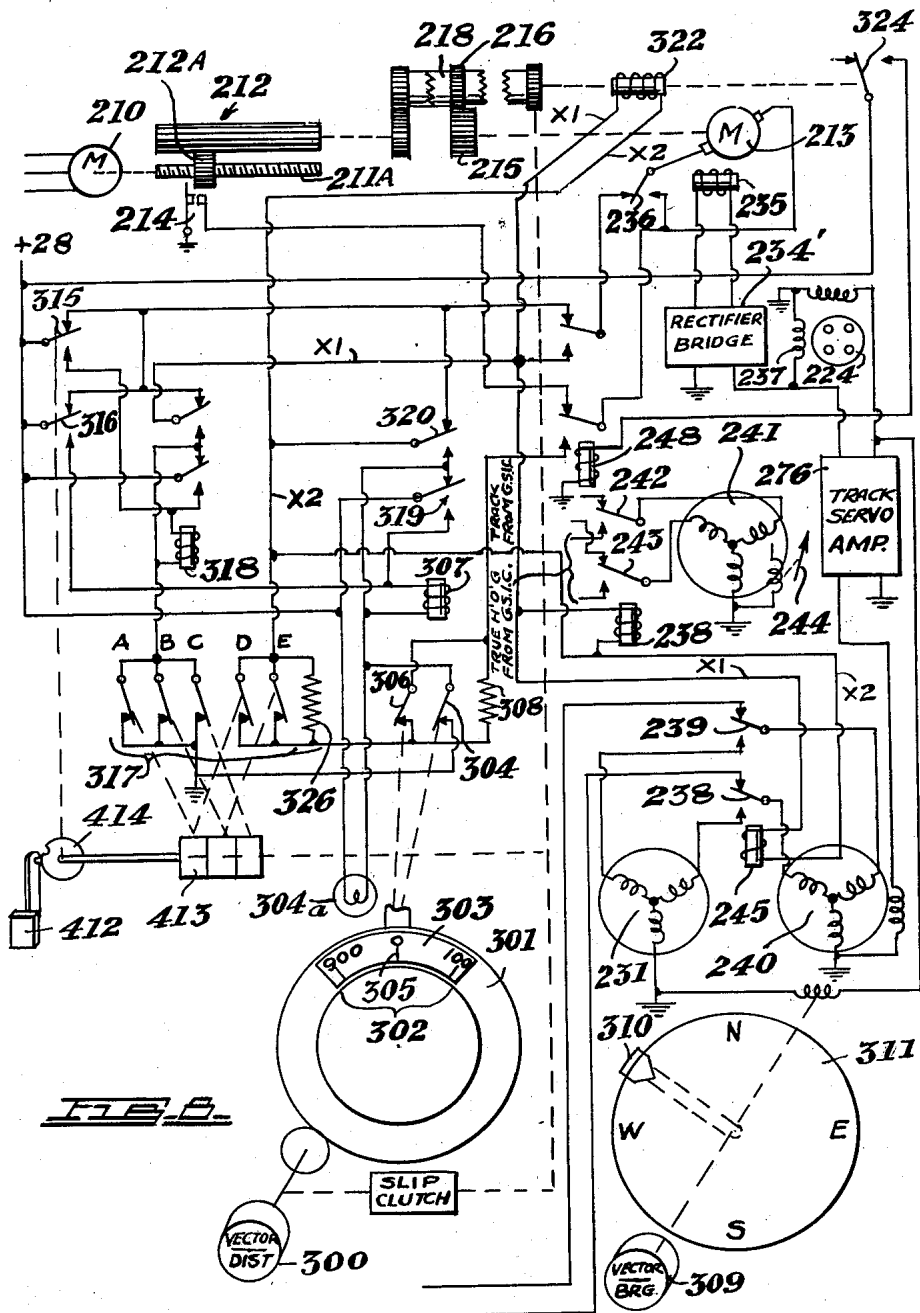 218 216 322 324
212A
212
210
M
X1
M
213
215
X2
211A
214
236
235
+28
234'
315
RECTIFIER BRIDGE
X1
237 224
316
320
248
241
276
242
TRACK SERVO AMP.
X2
319
243
318
307
TRUE H'D'G FROM G.S.I.C.
TRACK FROM G.S.I.C.
238
244
A B C D E
X1
306
308
X2
239
317
326
304
238
414
413
304a
245
412
303
301
231
240
900 100
305
302
310
N
311
FIG. 8.
W E
SLIP CLUTCH
S
VECTOR DIST
300
VECTOR BRG.
309